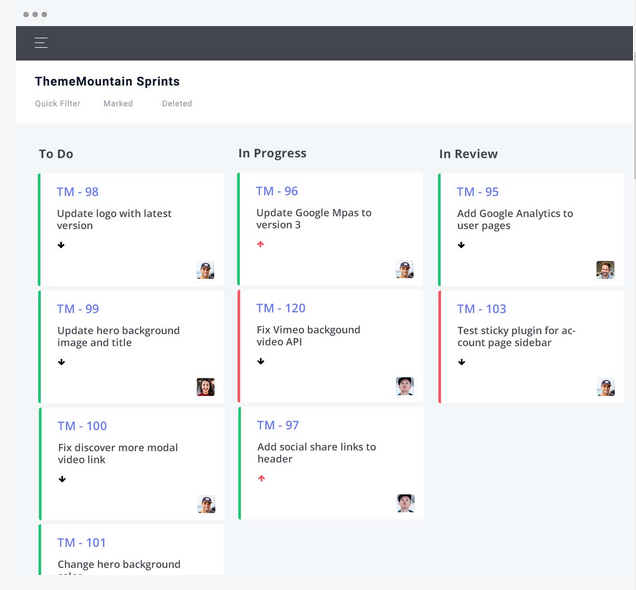 ThemeMountain Sprints
Quick Filter Marked Deleted
To Do
TM - 98
Update logo with latest
version
TM - 99
Update hero background
image and title
TM - 100
Fix discover more modal
video link
TM - 101
Change hero background
In Progress
TM - 96
Update Google Mpas to
version 3
TM - 120
Fix Vimeo backgound
video API
TM - 97
Add social share links to
header
In Review
TM - 95
Add Google Analytics to
user pages
TM - 103
Test sticky plugin for ac-
count page sidebar